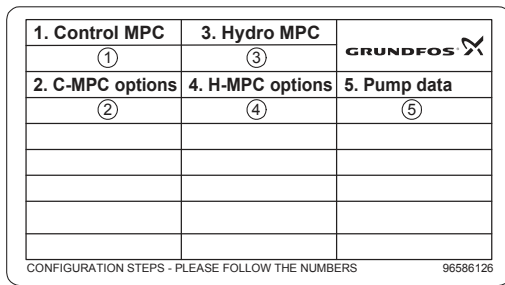 1. Control MPC 3. Hydro MPC
GRUNDFOS
1 3
2. C-MPC options 4. H-MPC options 5. Pump data
2 4 5
CONFIGURATION STEPS - PLEASE FOLLOW THE NUMBERS 96586126